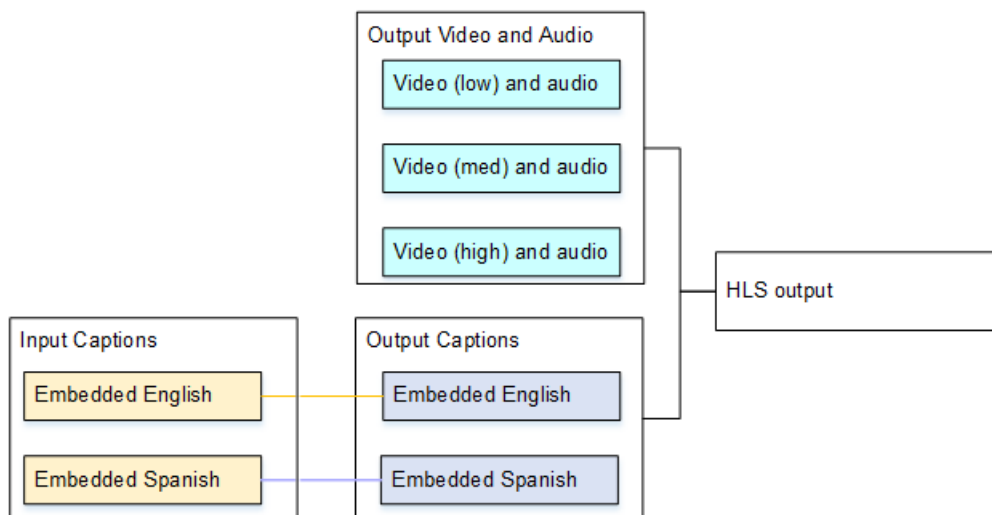 Output Video and Audio
Video (low) and audio
Video (med) and audio
Video (high) and audio
HLS output
Input Captions
Embedded English
Embedded Spanish
Output Captions
Embedded English
Embedded Spanish